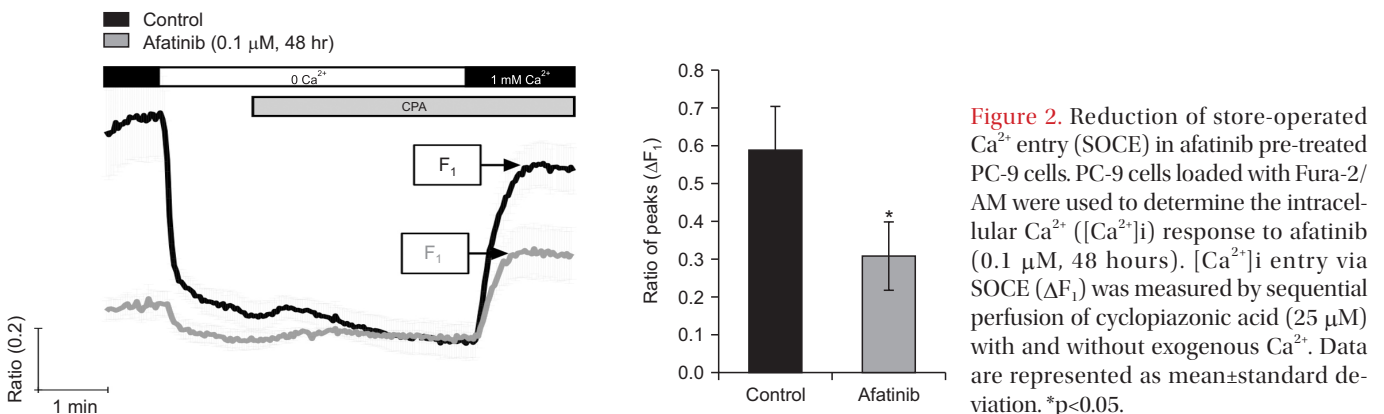 Control
Afatinib (0.1 μM, 48 hr)
0 Ca²⁺
1 mM Ca²⁺
CPA
F₁
F₁
Ratio (0.2)
1 min
Ratio of peaks (ΔF₁)
0.8
0.7
0.6
0.5
0.4
0.3
0.2
0.1
0.0
*
Control
Afatinib
Figure 2. Reduction of store-operated
Ca²⁺ entry (SOCE) in afatinib pre-treated
PC-9 cells. PC-9 cells loaded with Fura-2/
AM were used to determine the intracel-
lular Ca²⁺ ([Ca²⁺]i) response to afatinib
(0.1 μM, 48 hours). [Ca²⁺]i entry via
SOCE (ΔF₁) was measured by sequential
perfusion of cyclopiazonic acid (25 μM)
with and without exogenous Ca²⁺. Data
are represented as mean±standard de-
viation. *p<0.05.